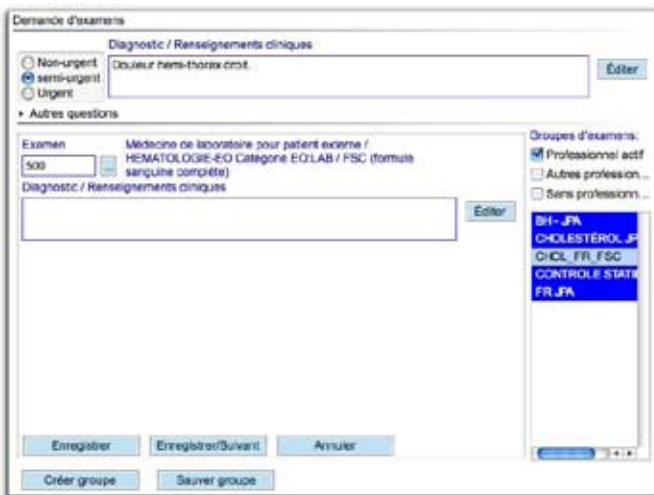 Demande d'examens
Diagnostic / Renseignements cliniques
Non-urgent
semi-urgent
Urgent
Douleur hemi-thorax droit.
Éditer
Autres questions
Examen
500
...
Médecine de laboratoire pour patient externe /
HEMATOLOGIE-EO Catégorie EO:LAB / FSC (formule
sanguine complète)
Diagnostic / Renseignements cliniques
Éditer
Groupes d'examens:
Professionnel actif
Autres profession...
Sans professionn...
BH - JPA
CHOLESTÉROL JP
CHOL_FR_FSC
CONTROLE STATI
FR JPA
Enregistrer
Enregistrer/Suivant
Annuler
Créer groupe
Sauver groupe